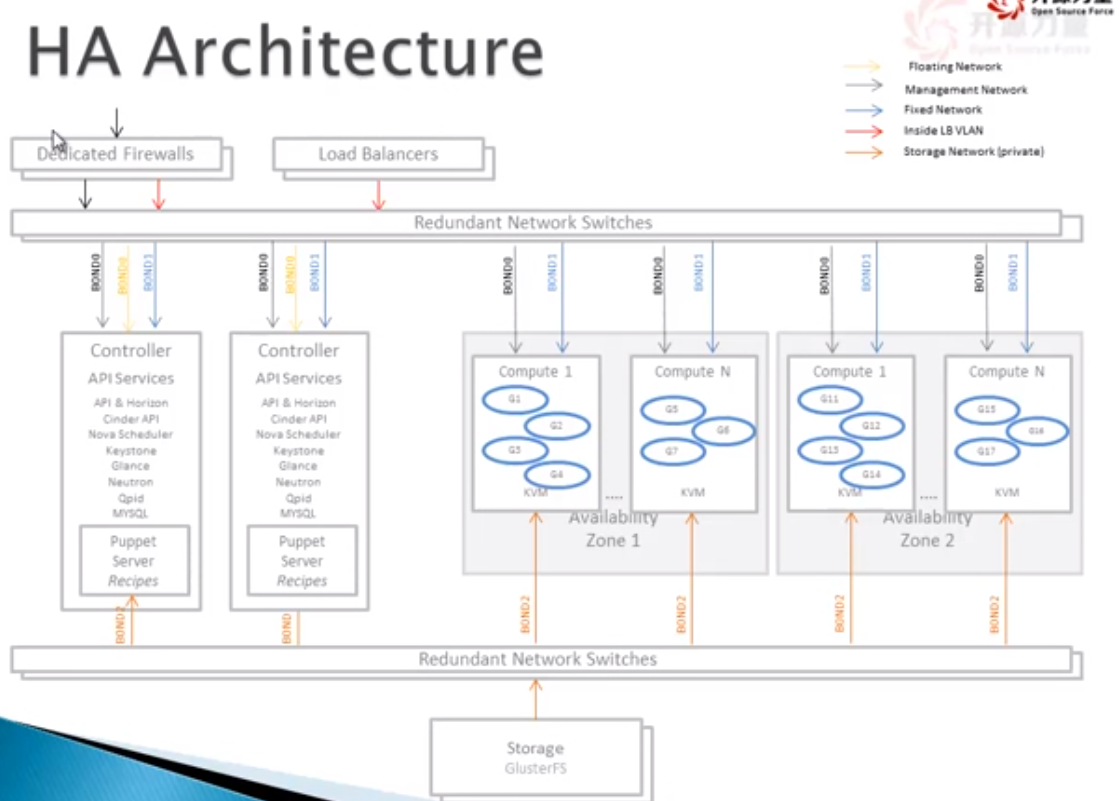 开源力量
Open Source Force
HA Architecture
Floating Network
Management Network
Fixed Network
Inside LB VLAN
Storage Network (private)
Dedicated Firewalls
Load Balancers
Redundant Network Switches
BOND0
BOND0
BOND1
BOND0
BOND0
BOND1
BOND0
BOND1
BOND0
BOND1
BOND0
BOND1
BOND0
BOND1
Controller
API Services
API & Horizon
Cinder API
Nova Scheduler
Keystone
Glance
Neutron
Qpid
MYSQL
Puppet
Server
Recipes
Controller
API Services
API & Horizon
Cinder API
Nova Scheduler
Keystone
Glance
Neutron
Qpid
MYSQL
Puppet
Server
Recipes
Compute 1
G1
G2
G3
G4
KVM
....
Compute N
G5
G6
G7
KVM
Availability
Zone 1
Compute 1
G11
G12
G13
G14
KVM
....
Compute N
G15
G16
G17
KVM
Availability
Zone 2
BOND2
BOND
BOND2
BOND2
BOND2
BOND2
Redundant Network Switches
Storage
GlusterFS